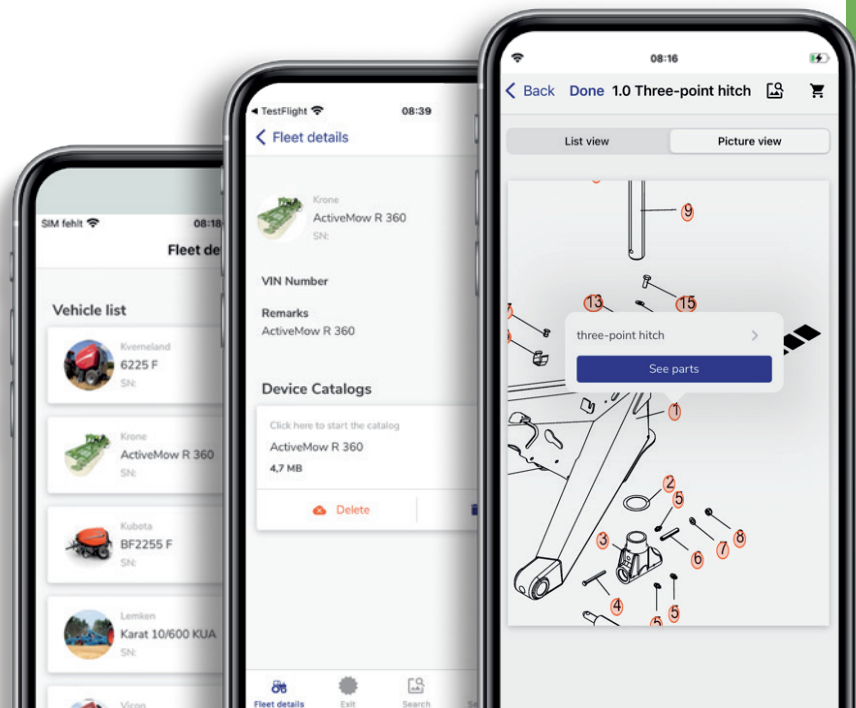 SIM fehlt
08:18
Fleet de
Vehicle list
Kverneland
6225 F
SN:
Krone
ActiveMow R 360
SN:
Kubota
BF2255 F
SN:
Lemken
Karat 10/600 KUA
SN:
Vicon
TestFlight
08:39
Fleet details
Krone
ActiveMow R 360
SN:
VIN Number
Remarks
ActiveMow R 360
Device Catalogs
Click here to start the catalog
ActiveMow R 360
4,7 MB
Delete
Fleet details
Exit
Search
Se
08:16
Back Done 1.0 Three-point hitch
List view
Picture view
9
15
13
7
three-point hitch
See parts
1
2
5
3
6
7
8
4
5
5